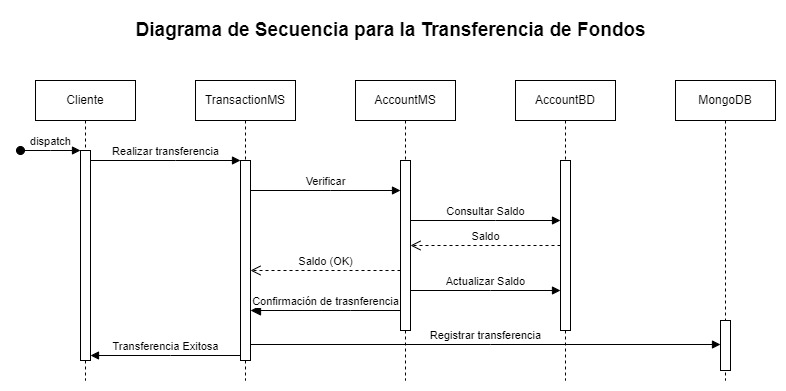 Diagrama de Secuencia para la Transferencia de Fondos
Cliente
TransactionMS
AccountMS
AccountBD
MongoDB
dispatch
Realizar transferencia
Verificar
Consultar Saldo
Saldo
Saldo (OK)
Actualizar Saldo
Confirmación de trasnferencia
Registrar transferencia
Transferencia Exitosa